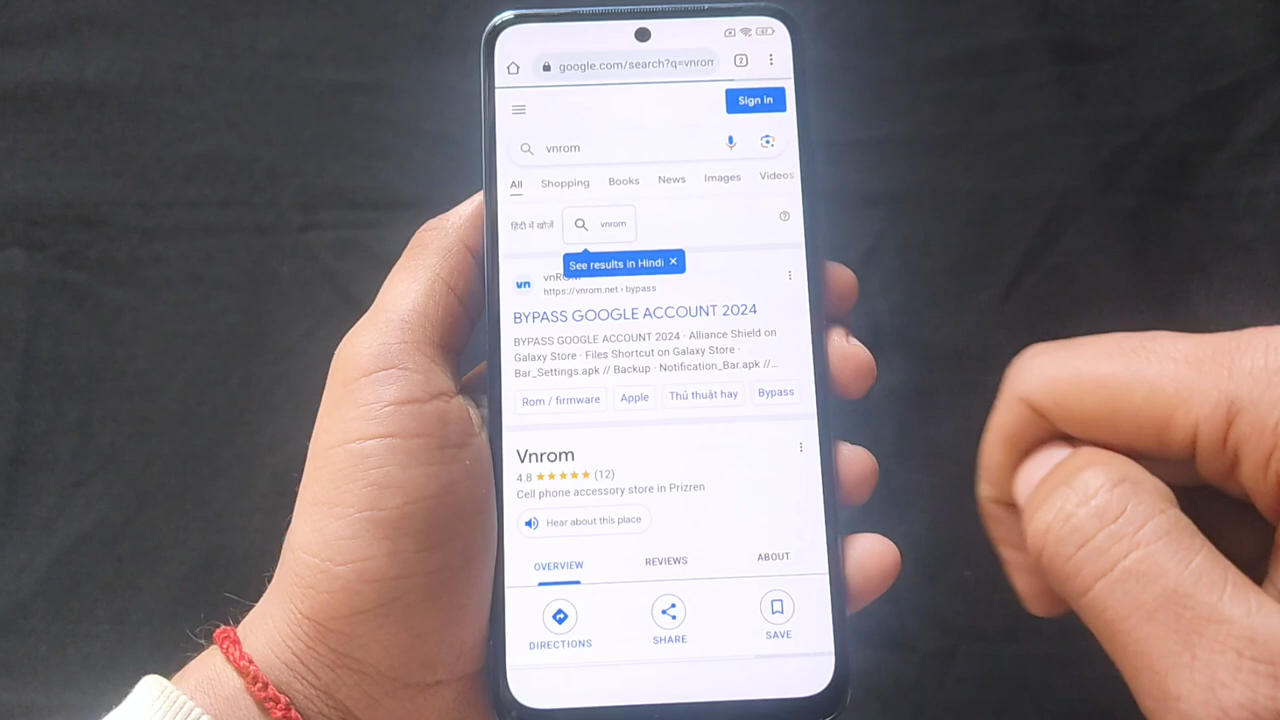 67
google.com/search?q=vnrom
2
Sign in
vnrom
All Shopping Books News Images Videos
हिंदी में खोजें vnrom
See results in Hindi ×
vn
https://vnrom.net › bypass
BYPASS GOOGLE ACCOUNT 2024
BYPASS GOOGLE ACCOUNT 2024 · Alliance Shield on
Galaxy Store · Files Shortcut on Galaxy Store ·
Bar_Settings.apk // Backup · Notification_Bar.apk //...
Rom / firmware Apple Thủ thuật hay Bypass
Vnrom
4.8 ★★★★★ (12)
Cell phone accessory store in Prizren
Hear about this place
OVERVIEW REVIEWS ABOUT
DIRECTIONS SHARE SAVE